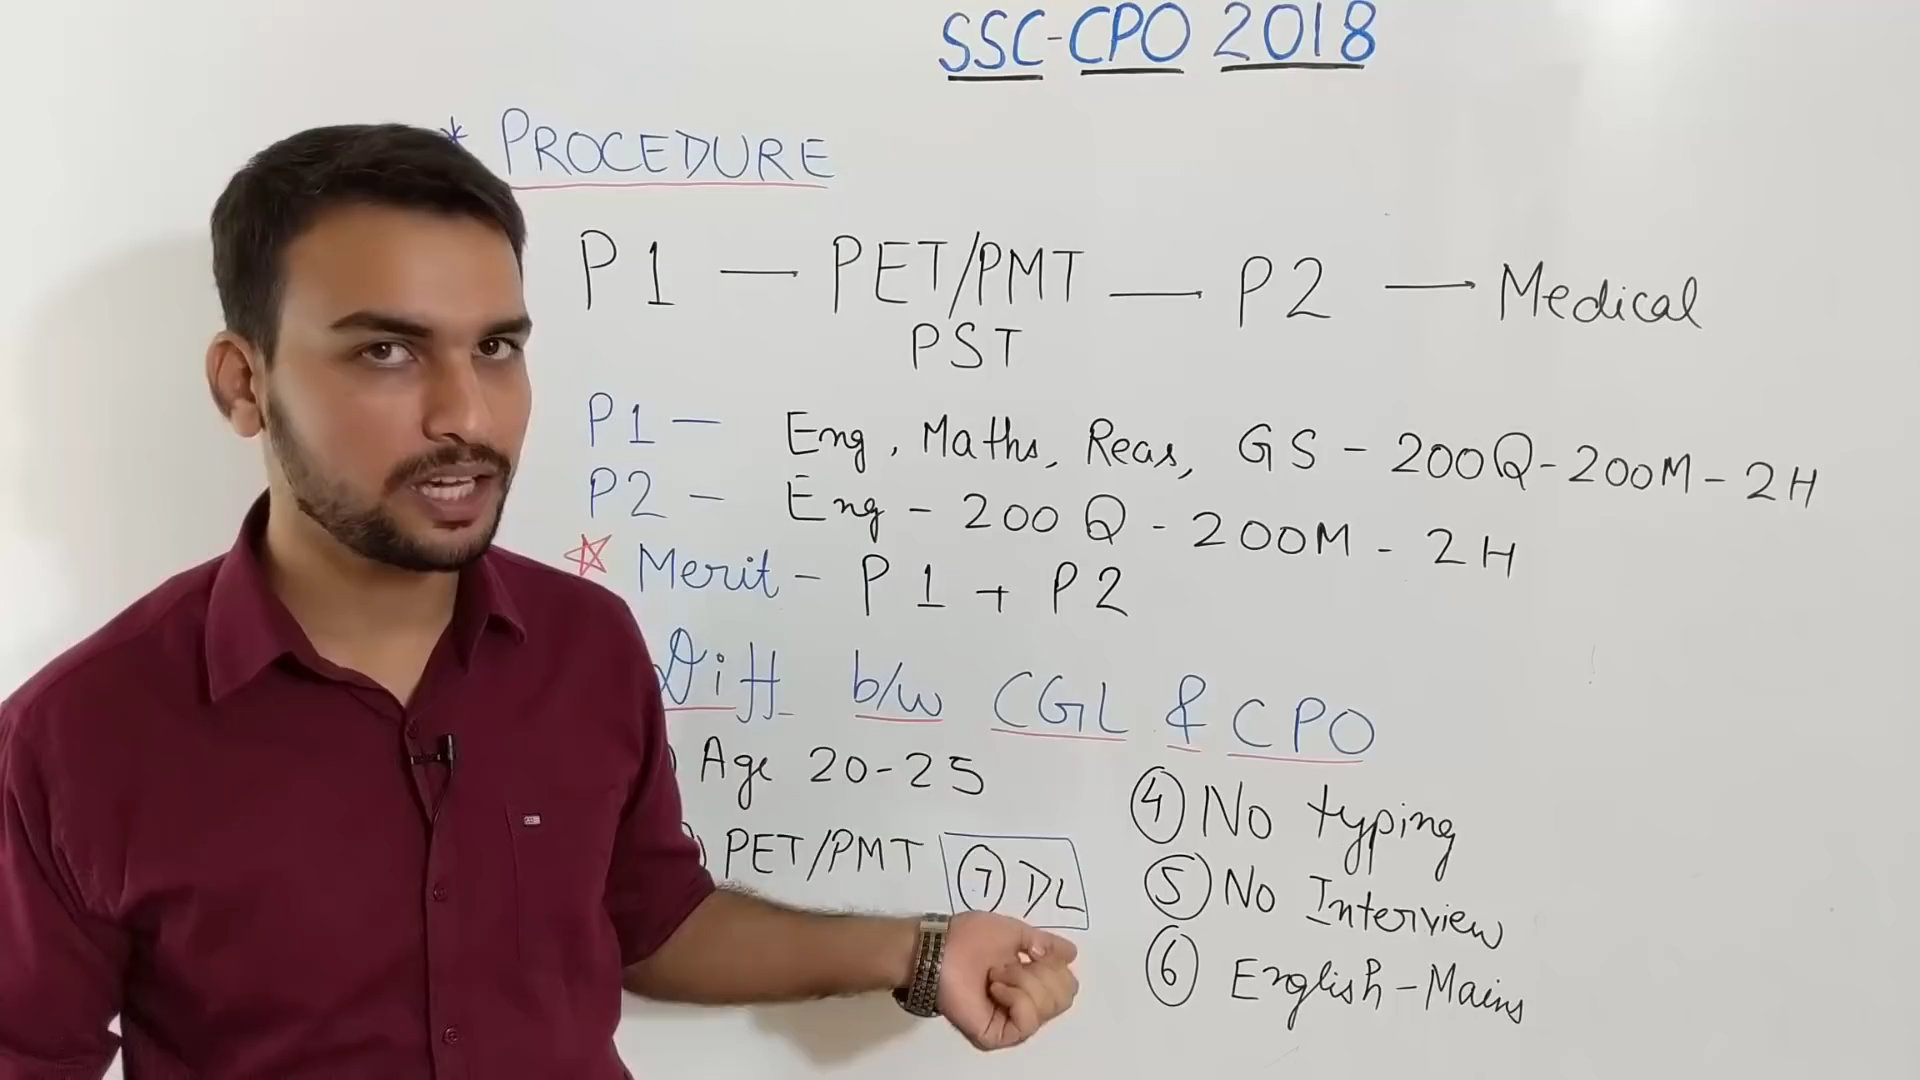 SSC-CPO 2018
* PROCEDURE
P1 — PET/PMT — P2 — Medical
PST
P1 — Eng, Maths, Reas, GS - 200Q-200M-2H
P2 - Eng - 200Q - 200M - 2H
☆ Merit - P1 + P2
Diff b/w CGL & CPO
) Age 20-25
) PET/PMT
⑦ DL
④ No typing
⑤ No Interview
⑥ English-Mains